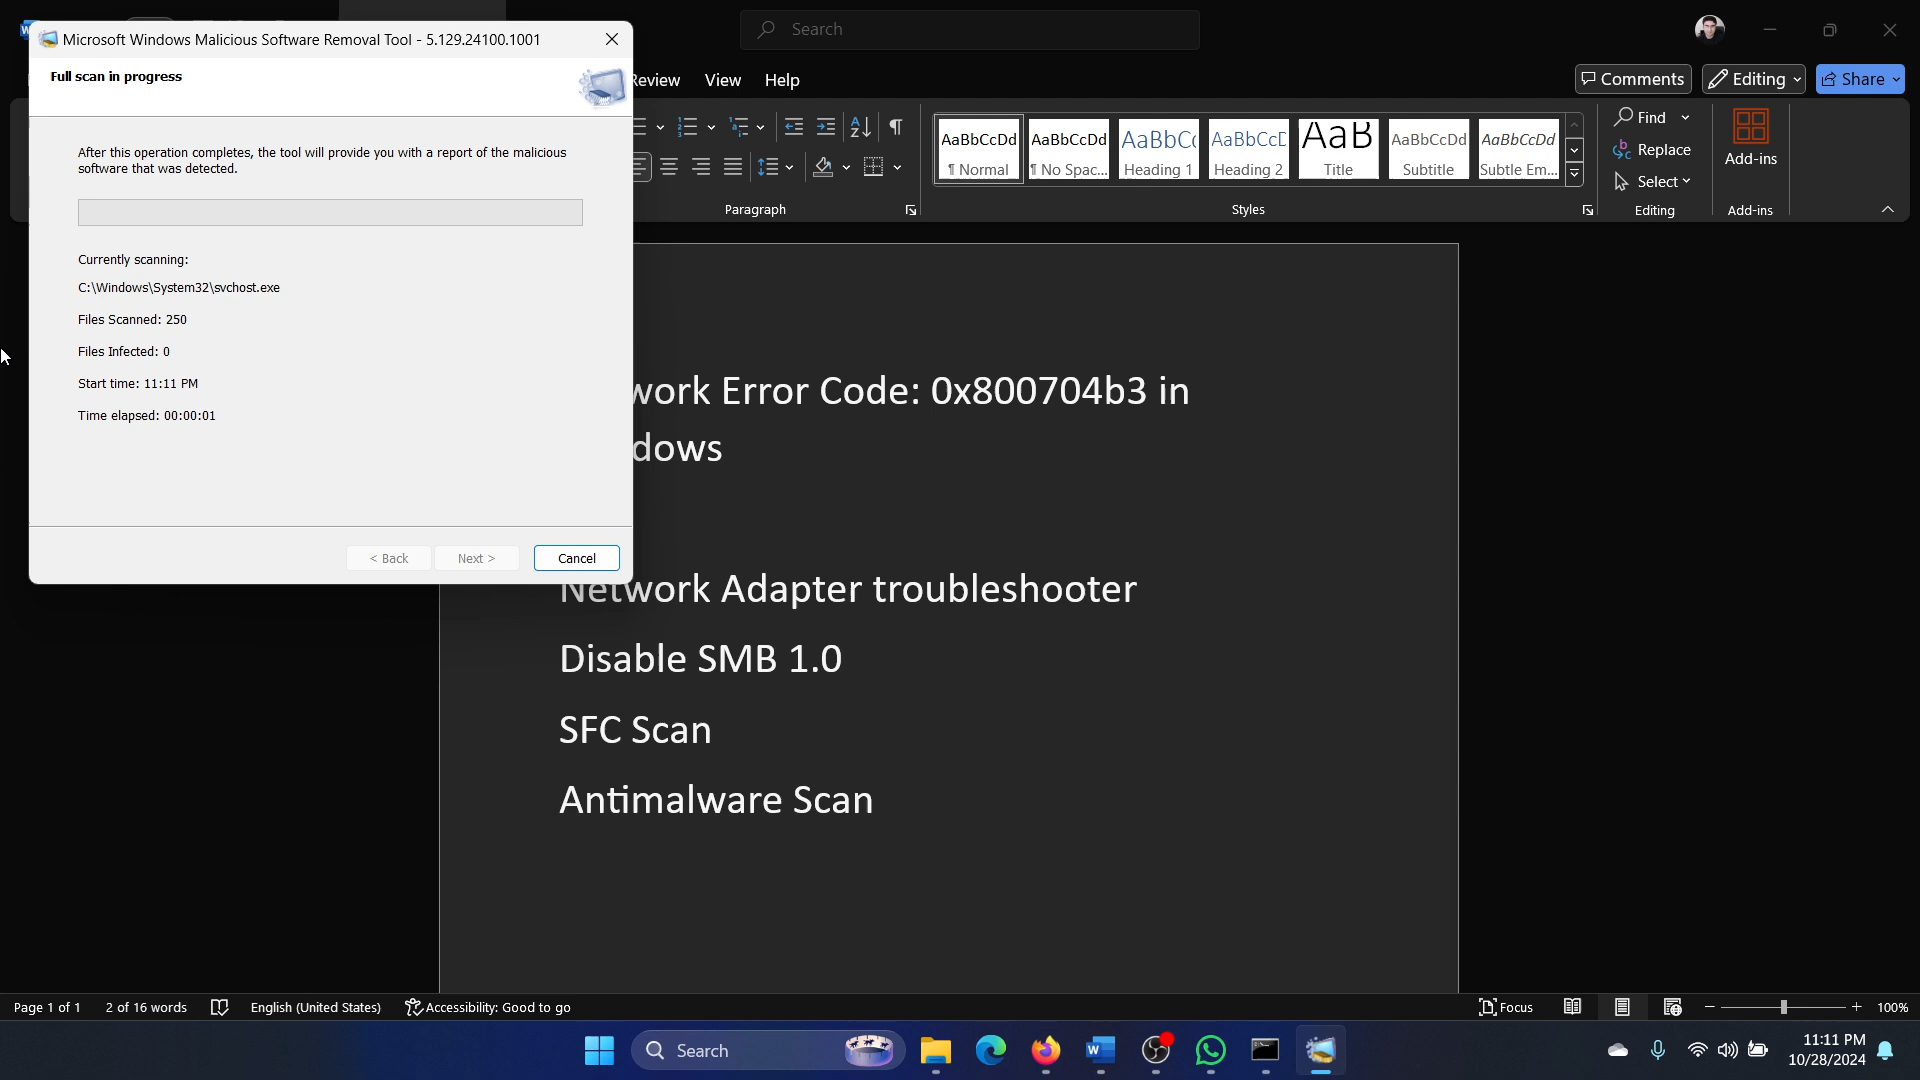 Search
Microsoft Windows Malicious Software Removal Tool - 5.129.24100.1001
Full scan in progress
After this operation completes, the tool will provide you with a report of the malicious
software that was detected.
Currently scanning:
C:\Windows\System32\svchost.exe
Files Scanned: 250
Files Infected: 0
Start time: 11:11 PM
Time elapsed: 00:00:01
< Back
Next >
Cancel
Review
View
Help
Comments
Editing
Share
AaBbCcDd
¶ Normal
AaBbCcDd
¶ No Spac...
AaBbC
Heading 1
AaBbCcE
Heading 2
AaB
Title
AaBbCcDd
Subtitle
AaBbCcDd
Subtle Em...
Find
Replace
Select
Add-ins
Paragraph
Styles
Editing
Add-ins
work Error Code: 0x800704b3 in
dows
Network Adapter troubleshooter
Disable SMB 1.0
SFC Scan
Antimalware Scan
Page 1 of 1
2 of 16 words
English (United States)
Accessibility: Good to go
Focus
100%
Search
11:11 PM
10/28/2024